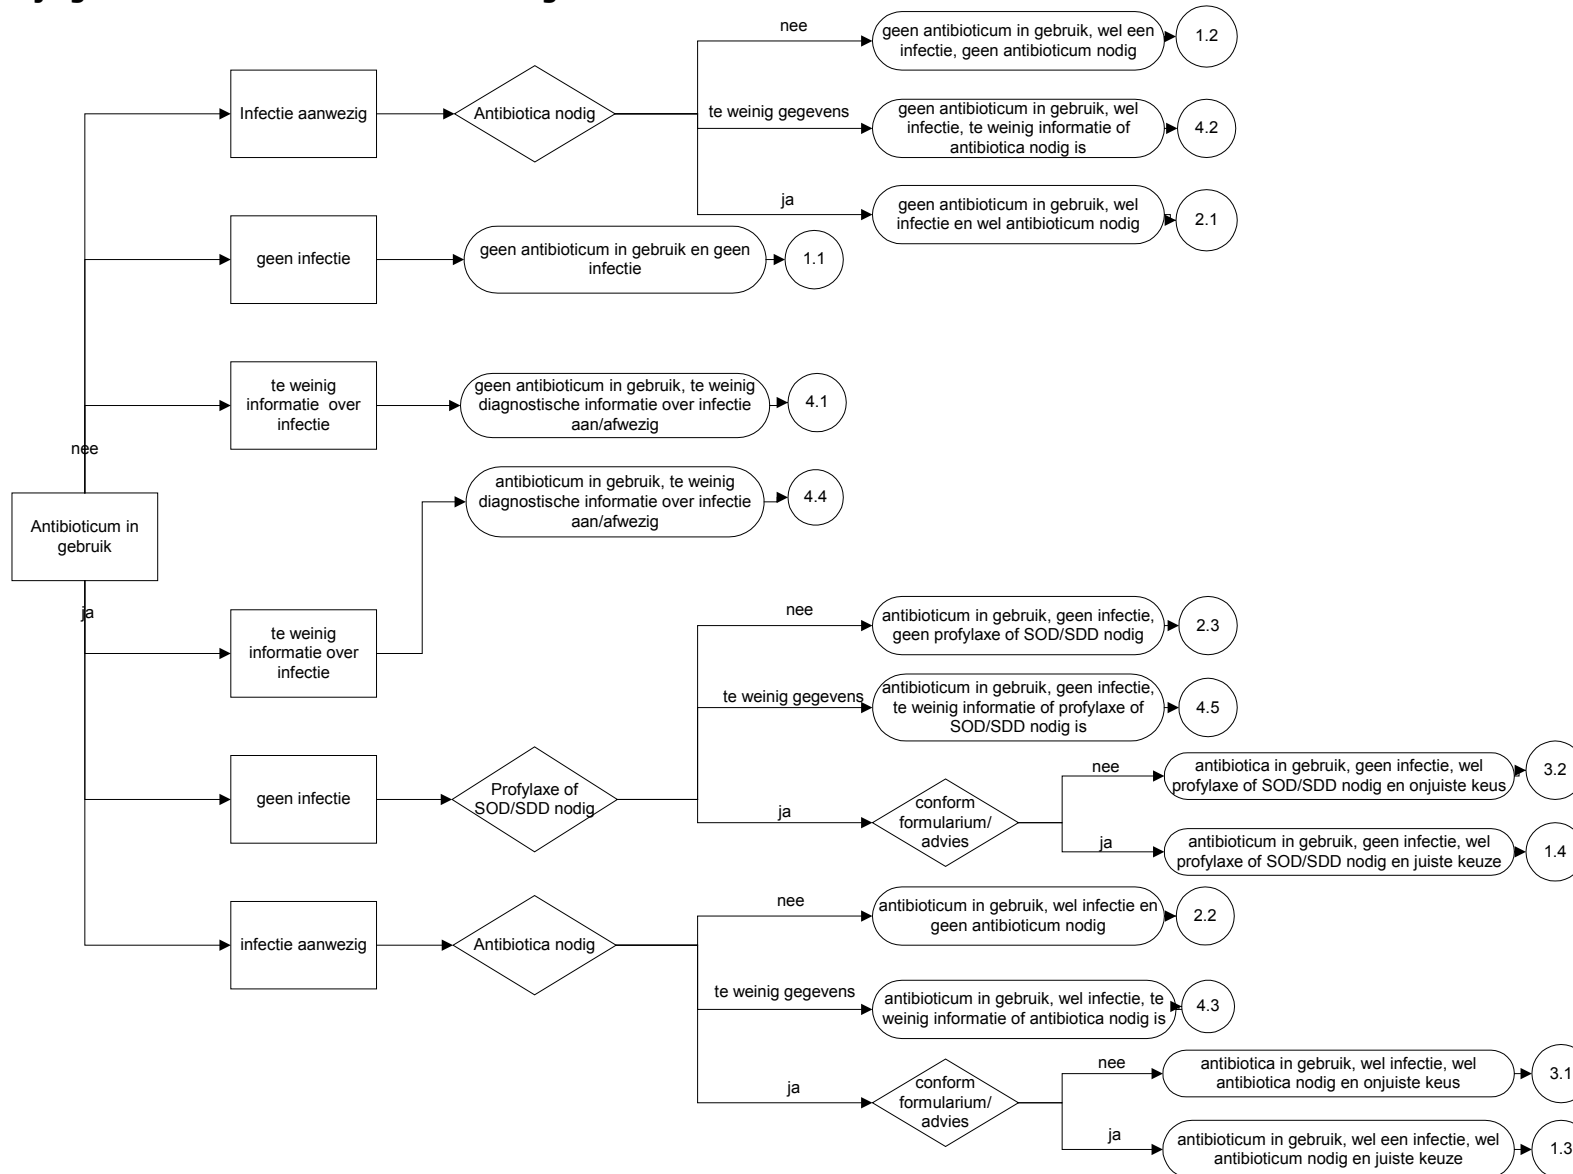 nee
geen antibioticum in gebruik, wel een
infectie, geen antibioticum nodig
1.2
Infectie aanwezig
Antibiotica nodig
te weinig gegevens
geen antibioticum in gebruik, wel
infectie, te weinig informatie of
antibiotica nodig is
4.2
ja
geen antibioticum in gebruik, wel
infectie en wel antibioticum nodig
2.1
geen infectie
geen antibioticum in gebruik en geen
infectie
1.1
te weinig
informatie over
infectie
geen antibioticum in gebruik, te weinig
diagnostische informatie over infectie
aan/afwezig
4.1
nee
Antibioticum in
gebruik
ja
antibioticum in gebruik, te weinig
diagnostische informatie over infectie
aan/afwezig
4.4
te weinig
informatie over
infectie
nee
antibioticum in gebruik, geen infectie,
geen profylaxe of SOD/SDD nodig
2.3
te weinig gegevens
antibioticum in gebruik, geen infectie,
te weinig informatie of profylaxe of
SOD/SDD nodig is
4.5
geen infectie
Profylaxe of
SOD/SDD nodig
ja
conform
formularium/
advies
nee
antibiotica in gebruik, geen infectie, wel
profylaxe of SOD/SDD nodig en onjuiste keus
3.2
ja
antibioticum in gebruik, geen infectie, wel
profylaxe of SOD/SDD nodig en juiste keuze
1.4
infectie aanwezig
Antibiotica nodig
nee
antibioticum in gebruik, wel infectie en
geen antibioticum nodig
2.2
te weinig gegevens
antibioticum in gebruik, wel infectie, te
weinig informatie of antibiotica nodig is
4.3
ja
conform
formularium/
advies
nee
antibiotica in gebruik, wel infectie, wel
antibiotica nodig en onjuiste keus
3.1
ja
antibioticum in gebruik, wel een infectie, wel
antibioticum nodig en juiste keuze
1.3